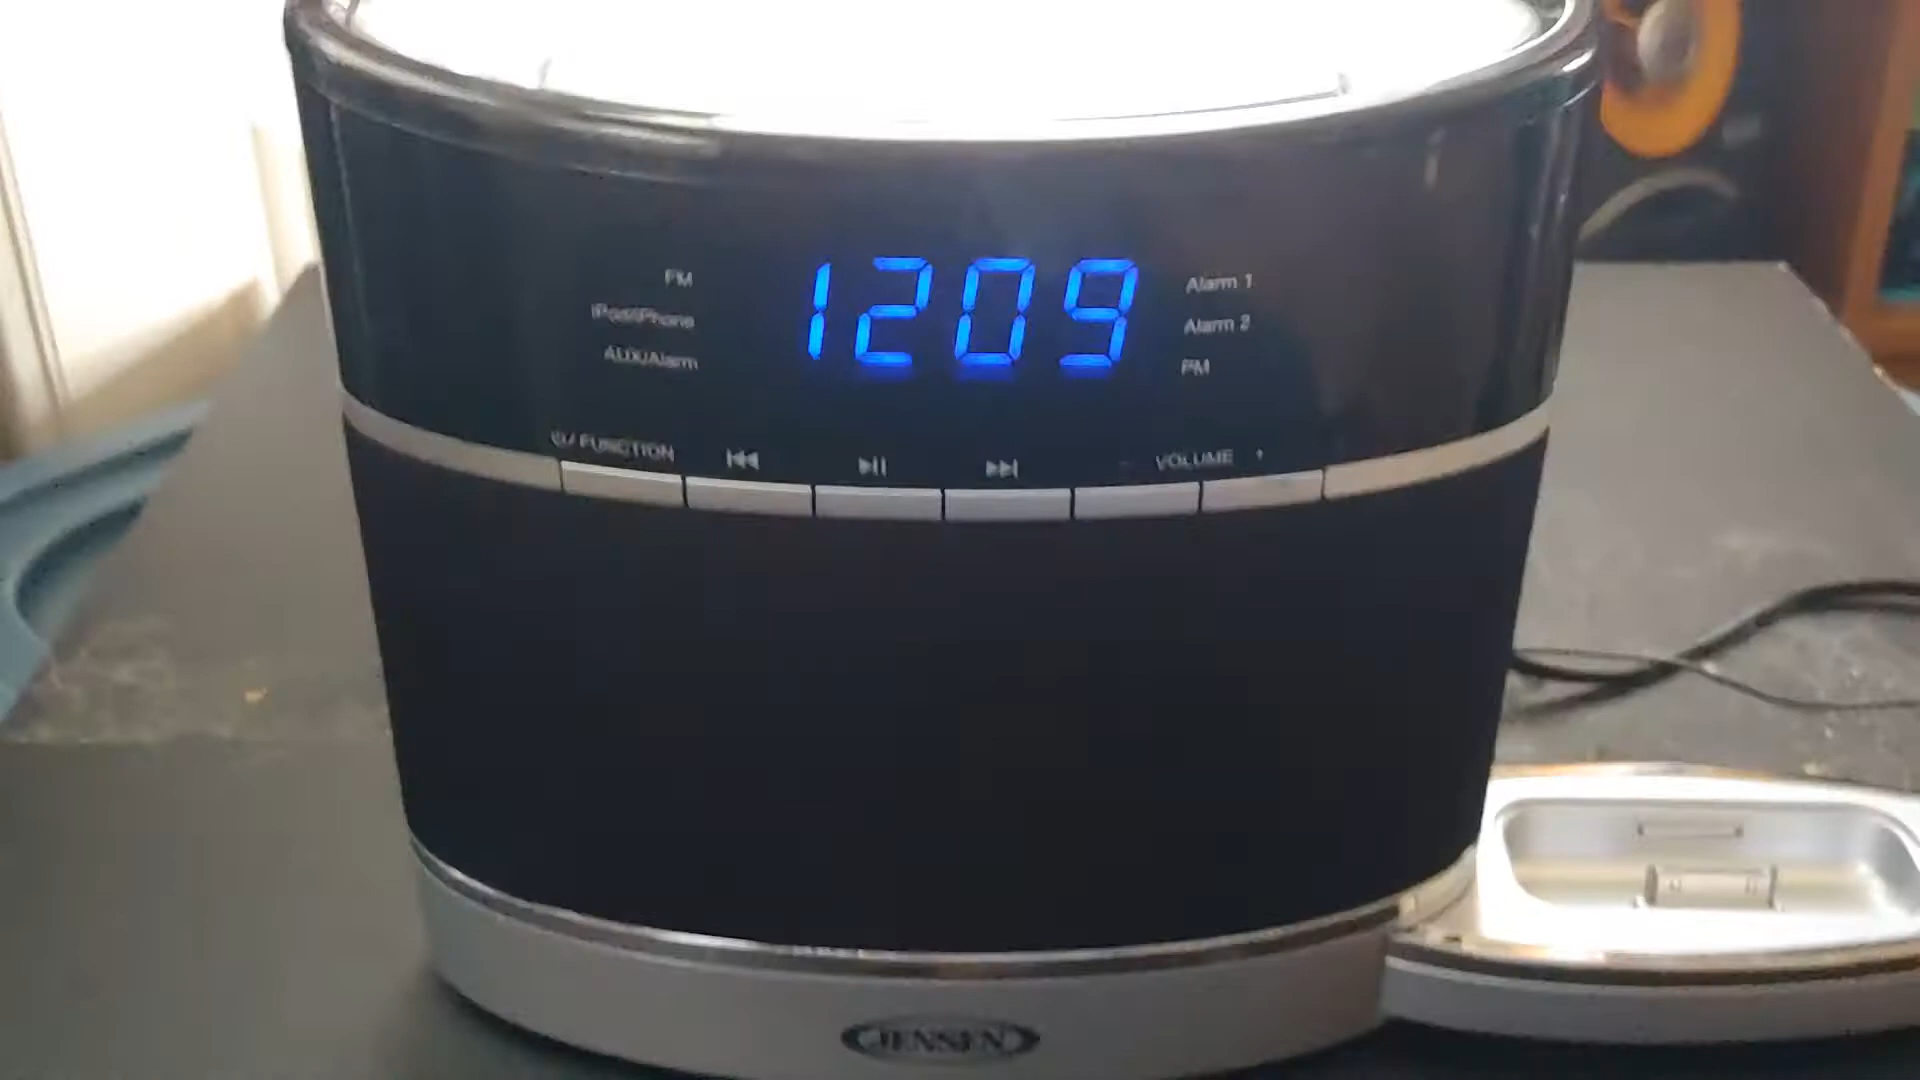 FM
iPod/iPhone
AUX/Alarm
1209
Alarm 1
Alarm 2
PM
⏻/ FUNCTION
- VOLUME +
JENSEN